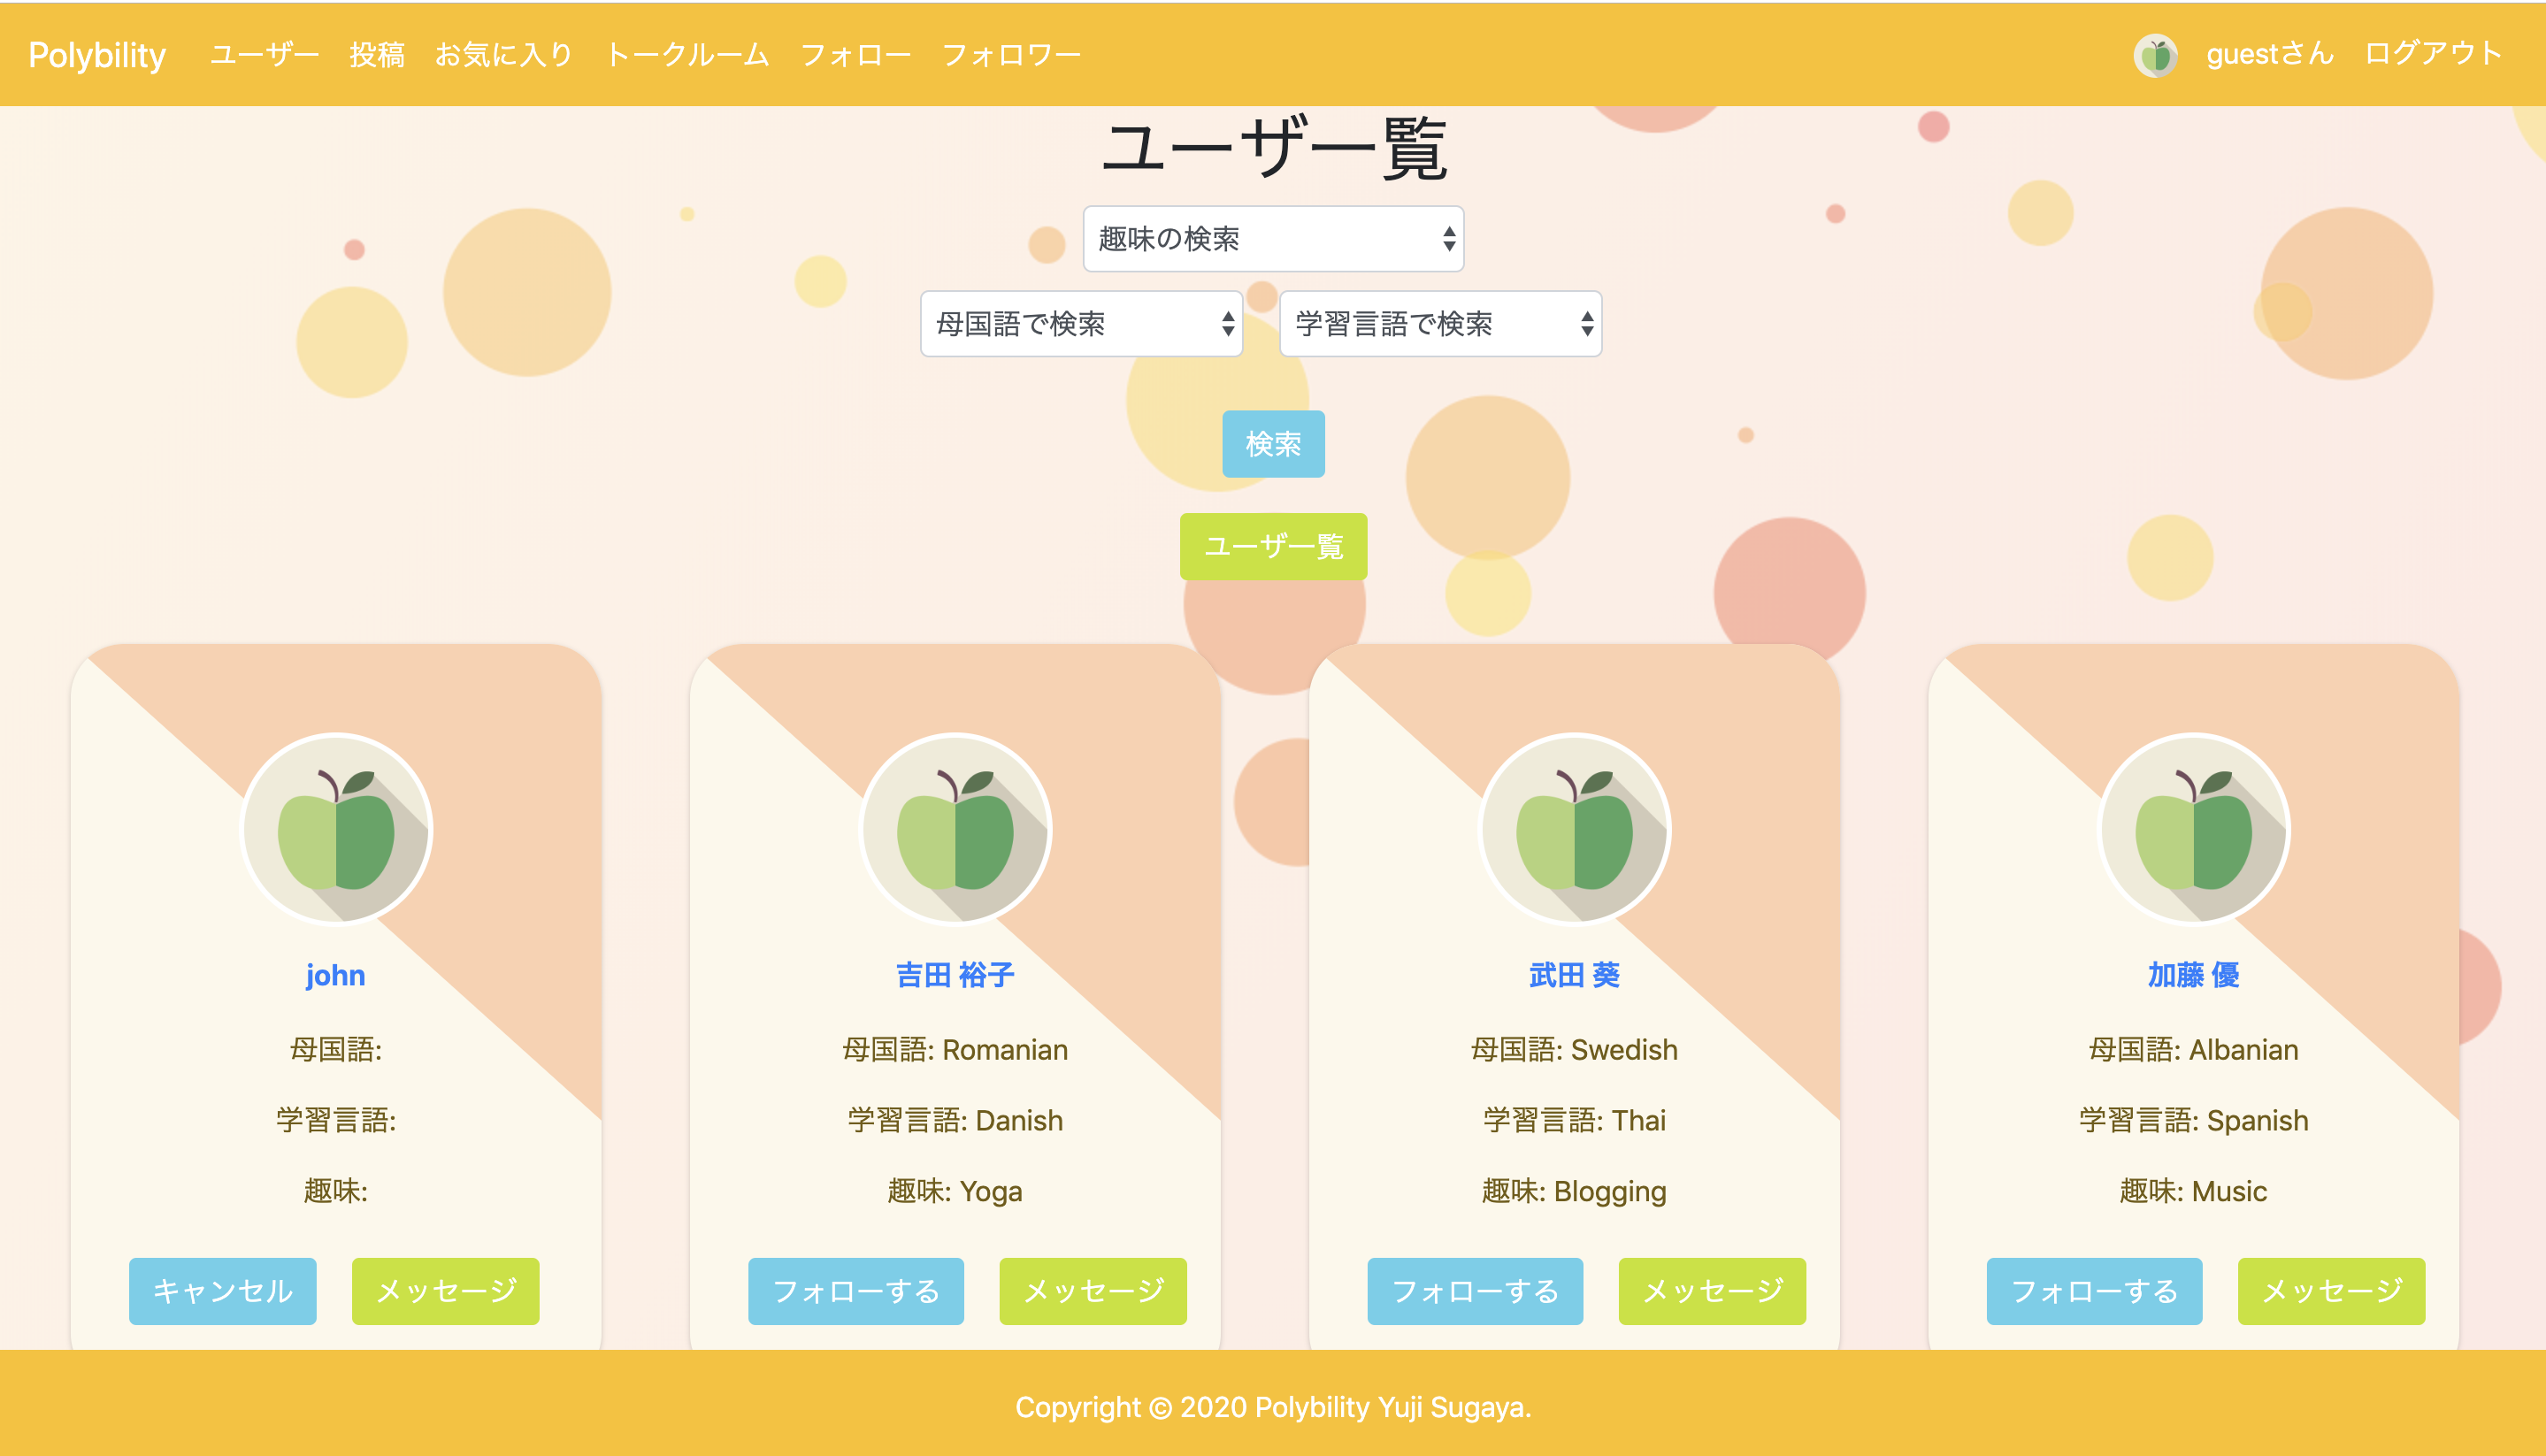 Polybility ユーザー 投稿 お気に入り トークルーム フォロー フォロワー guestさん ログアウト
ユーザ一覧
趣味の検索
母国語で検索 学習言語で検索
検索
ユーザ一覧
john
母国語:
学習言語:
趣味:
キャンセル メッセージ
吉田 裕子
母国語: Romanian
学習言語: Danish
趣味: Yoga
フォローする メッセージ
武田 葵
母国語: Swedish
学習言語: Thai
趣味: Blogging
フォローする メッセージ
加藤 優
母国語: Albanian
学習言語: Spanish
趣味: Music
フォローする メッセージ
Copyright © 2020 Polybility Yuji Sugaya.